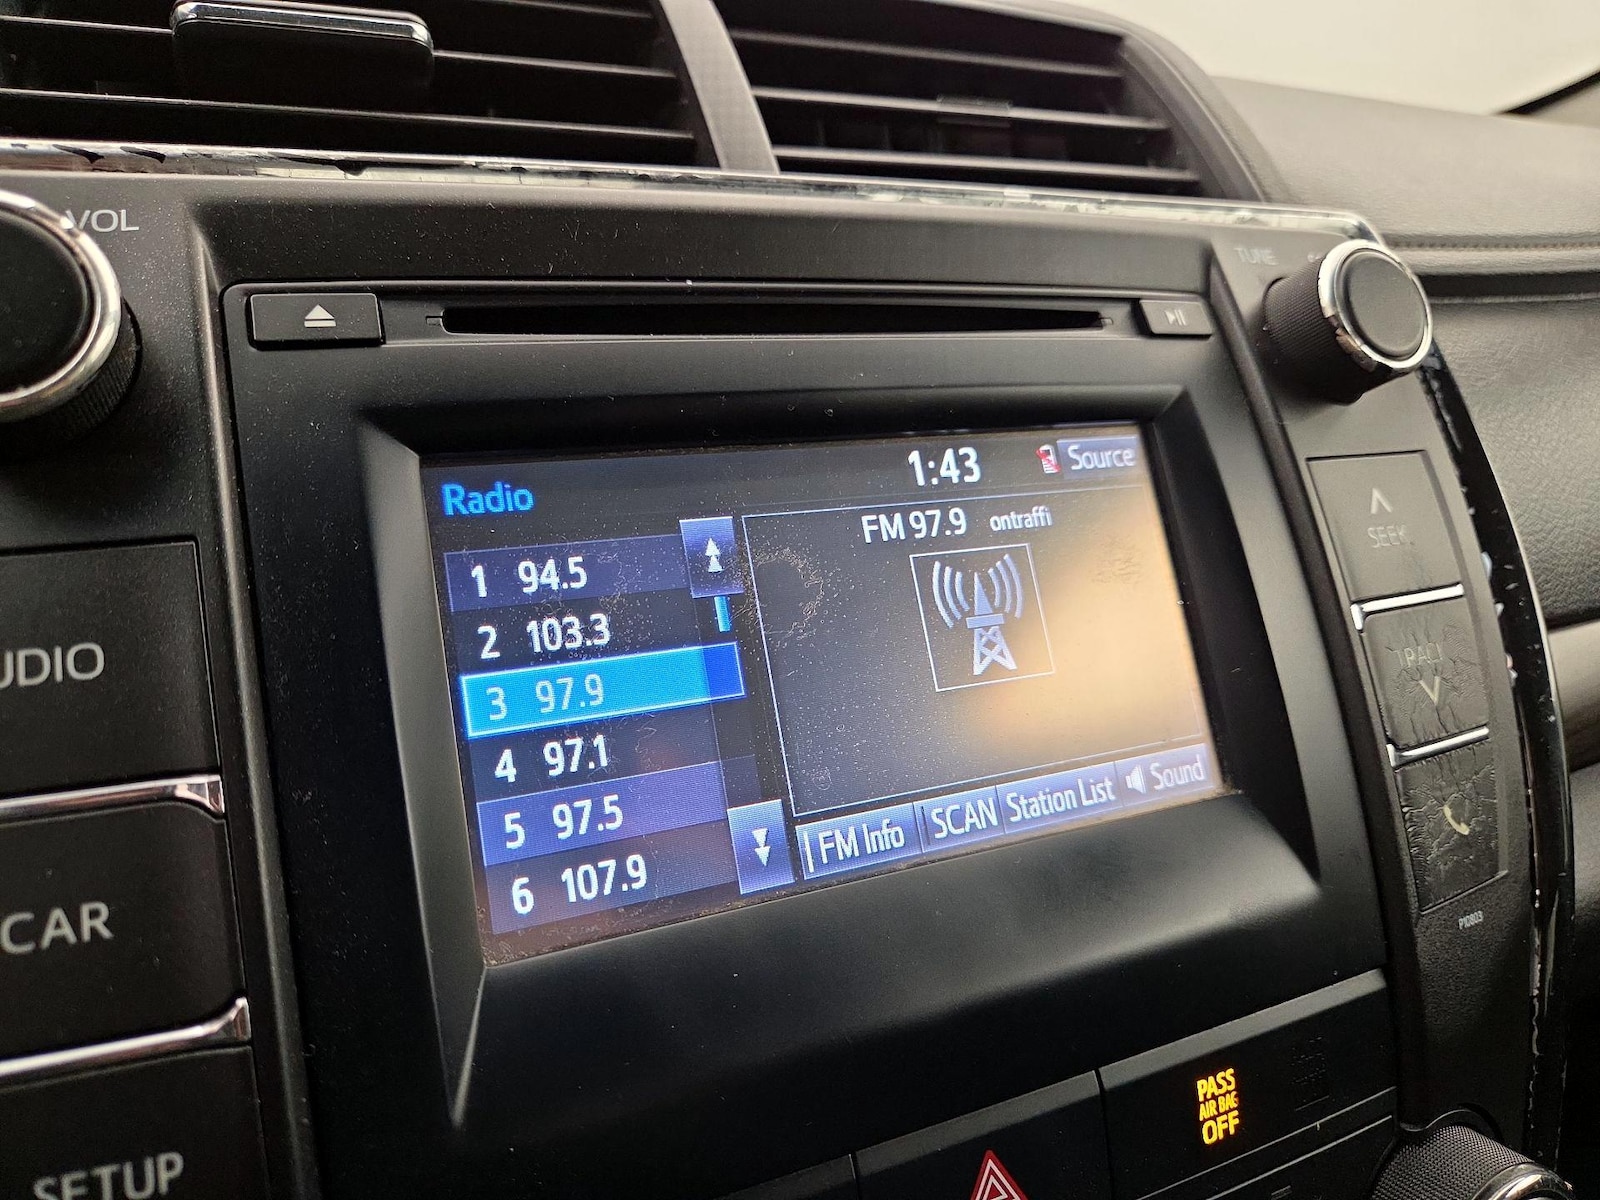 VOL
TUNE
1:43
Source
Radio
FM 97.9 ontraffi
1 94.5
2 103.3
3 97.9
4 97.1
5 97.5
6 107.9
FM Info
SCAN
Station List
Sound
SEEK
UDIO
CAR
SETUP
P10803
PASS
AIR BAG
OFF